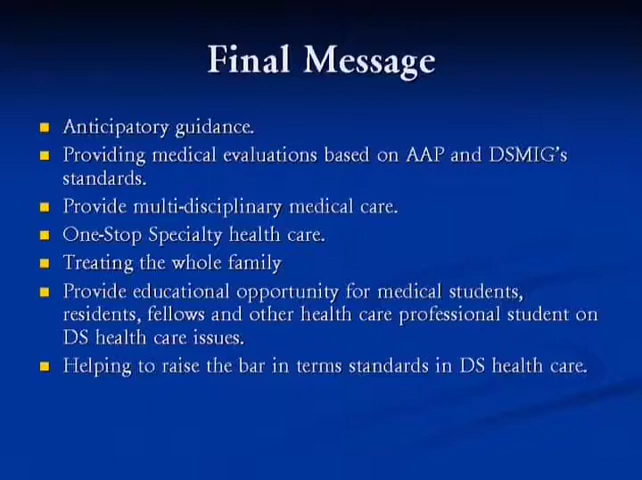 Final Message
Anticipatory guidance.
Providing medical evaluations based on AAP and DSMIG's
standards.
Provide multi-disciplinary medical care.
One-Stop Specialty health care.
Treating the whole family
Provide educational opportunity for medical students,
residents, fellows and other health care professional student on
DS health care issues.
Helping to raise the bar in terms standards in DS health care.